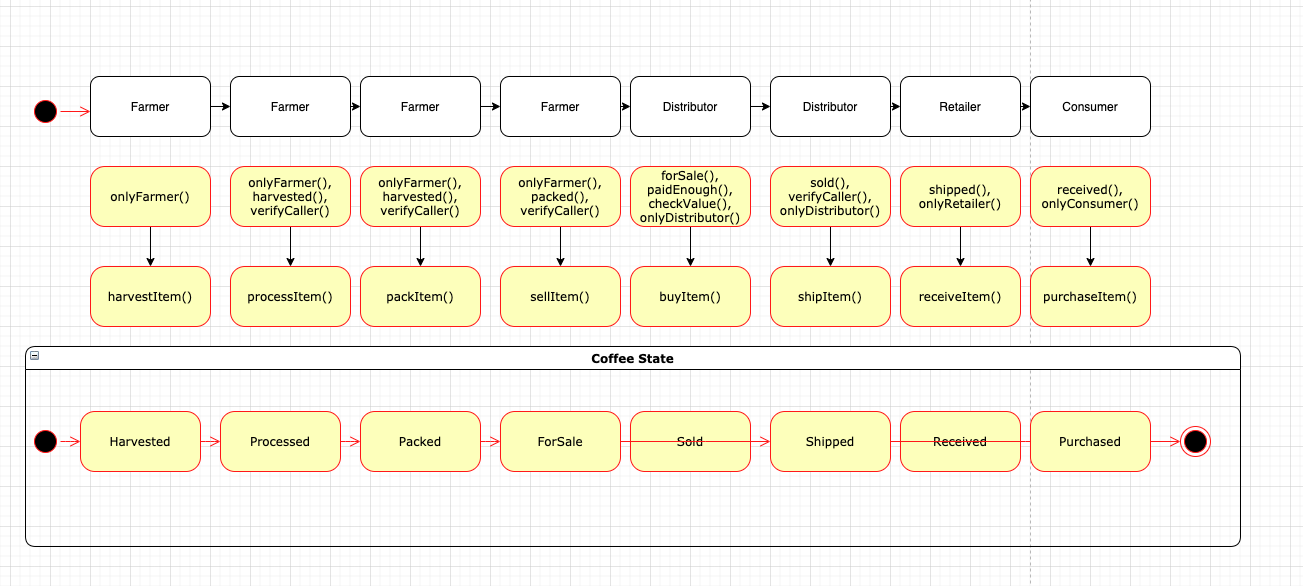 Farmer
Farmer
Farmer
Farmer
Distributor
Distributor
Retailer
Consumer
onlyFarmer()
onlyFarmer(),
harvested(),
verifyCaller()
onlyFarmer(),
harvested(),
verifyCaller()
onlyFarmer(),
packed(),
verifyCaller()
forSale(),
paidEnough(),
checkValue(),
onlyDistributor()
sold(),
verifyCaller(),
onlyDistributor()
shipped(),
onlyRetailer()
received(),
onlyConsumer()
harvestItem()
processItem()
packItem()
sellItem()
buyItem()
shipItem()
receiveItem()
purchaseItem()
Coffee State
Harvested
Processed
Packed
ForSale
Sold
Shipped
Received
Purchased